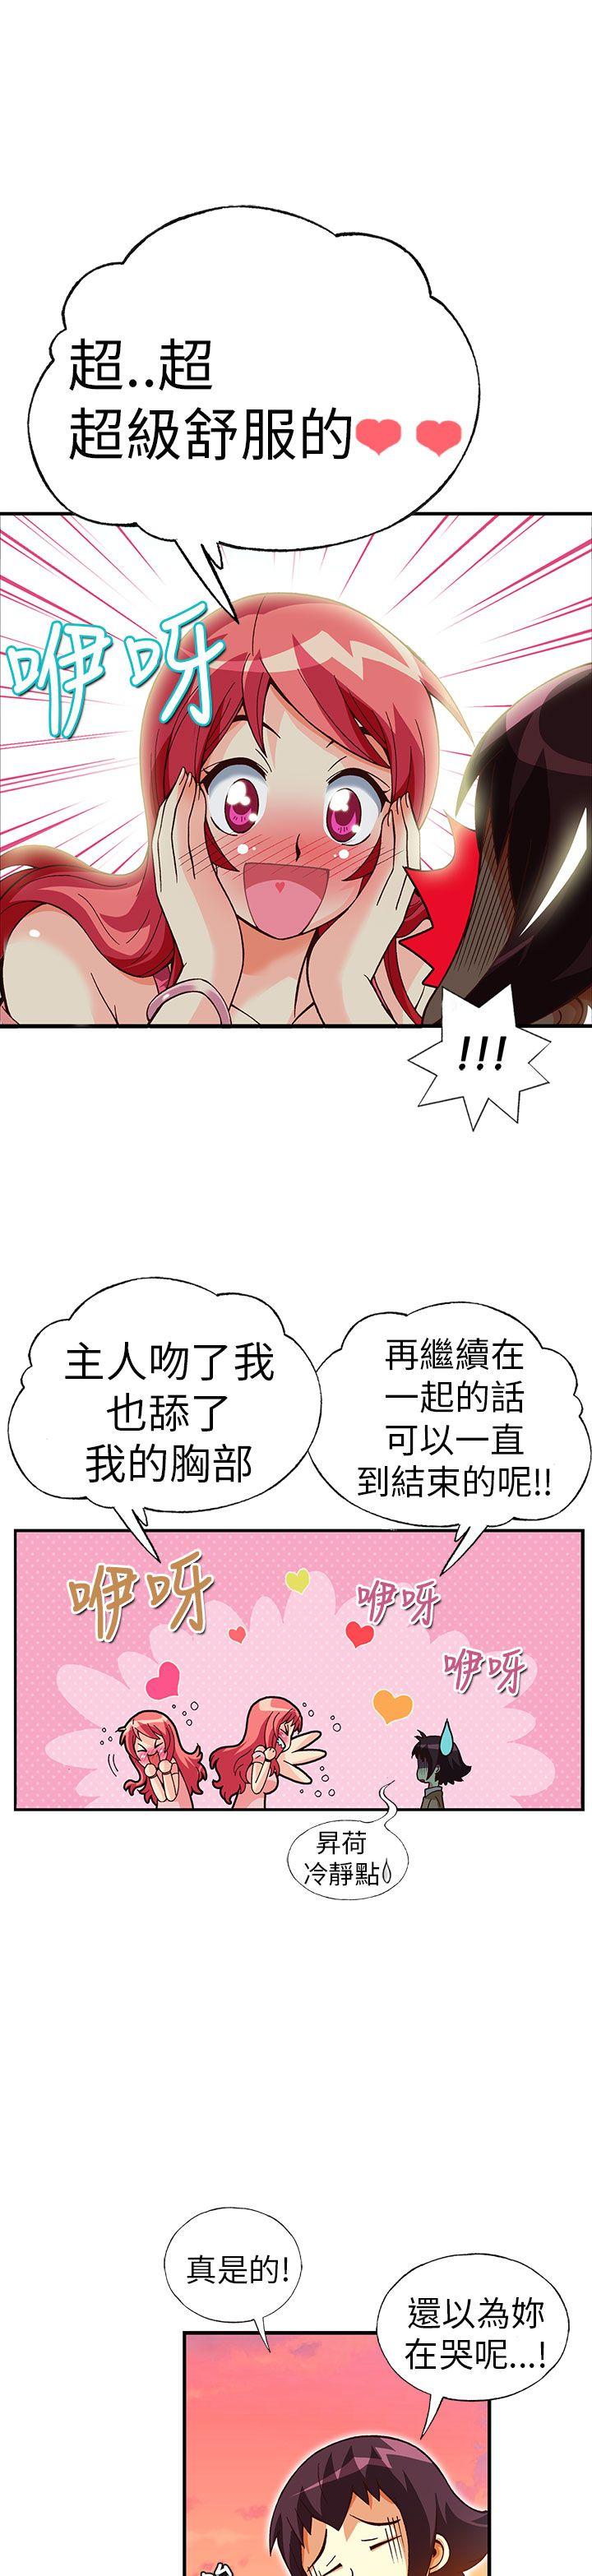 超..超
超級舒服的
咿呀
!!!
主人吻了我
也舔了
我的胸部
再繼續在
一起的話
可以一直
到結束的呢!!
咿呀
咿呀
咿呀
昇荷
冷靜點
真是的!
還以為妳
在哭呢...!